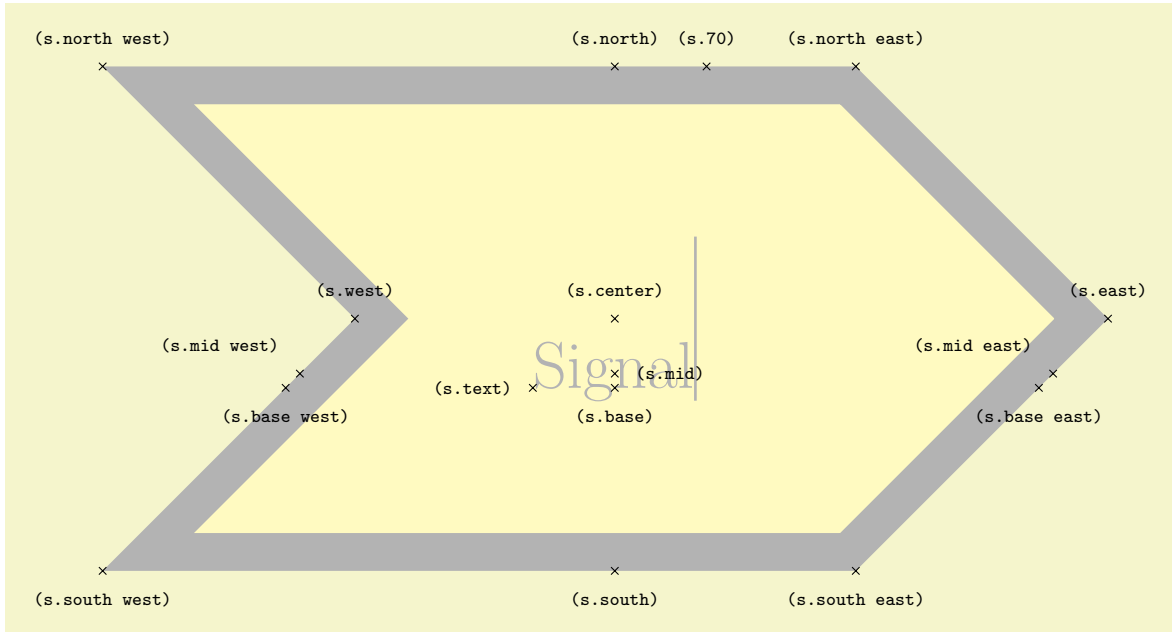 (s.north west) (s.north) (s.70) (s.north east)
(s.west) (s.center) (s.east)
(s.mid west) (s.mid east)
Signal
(s.text) (s.mid)
(s.base west) (s.base) (s.base east)
(s.south west) (s.south) (s.south east)